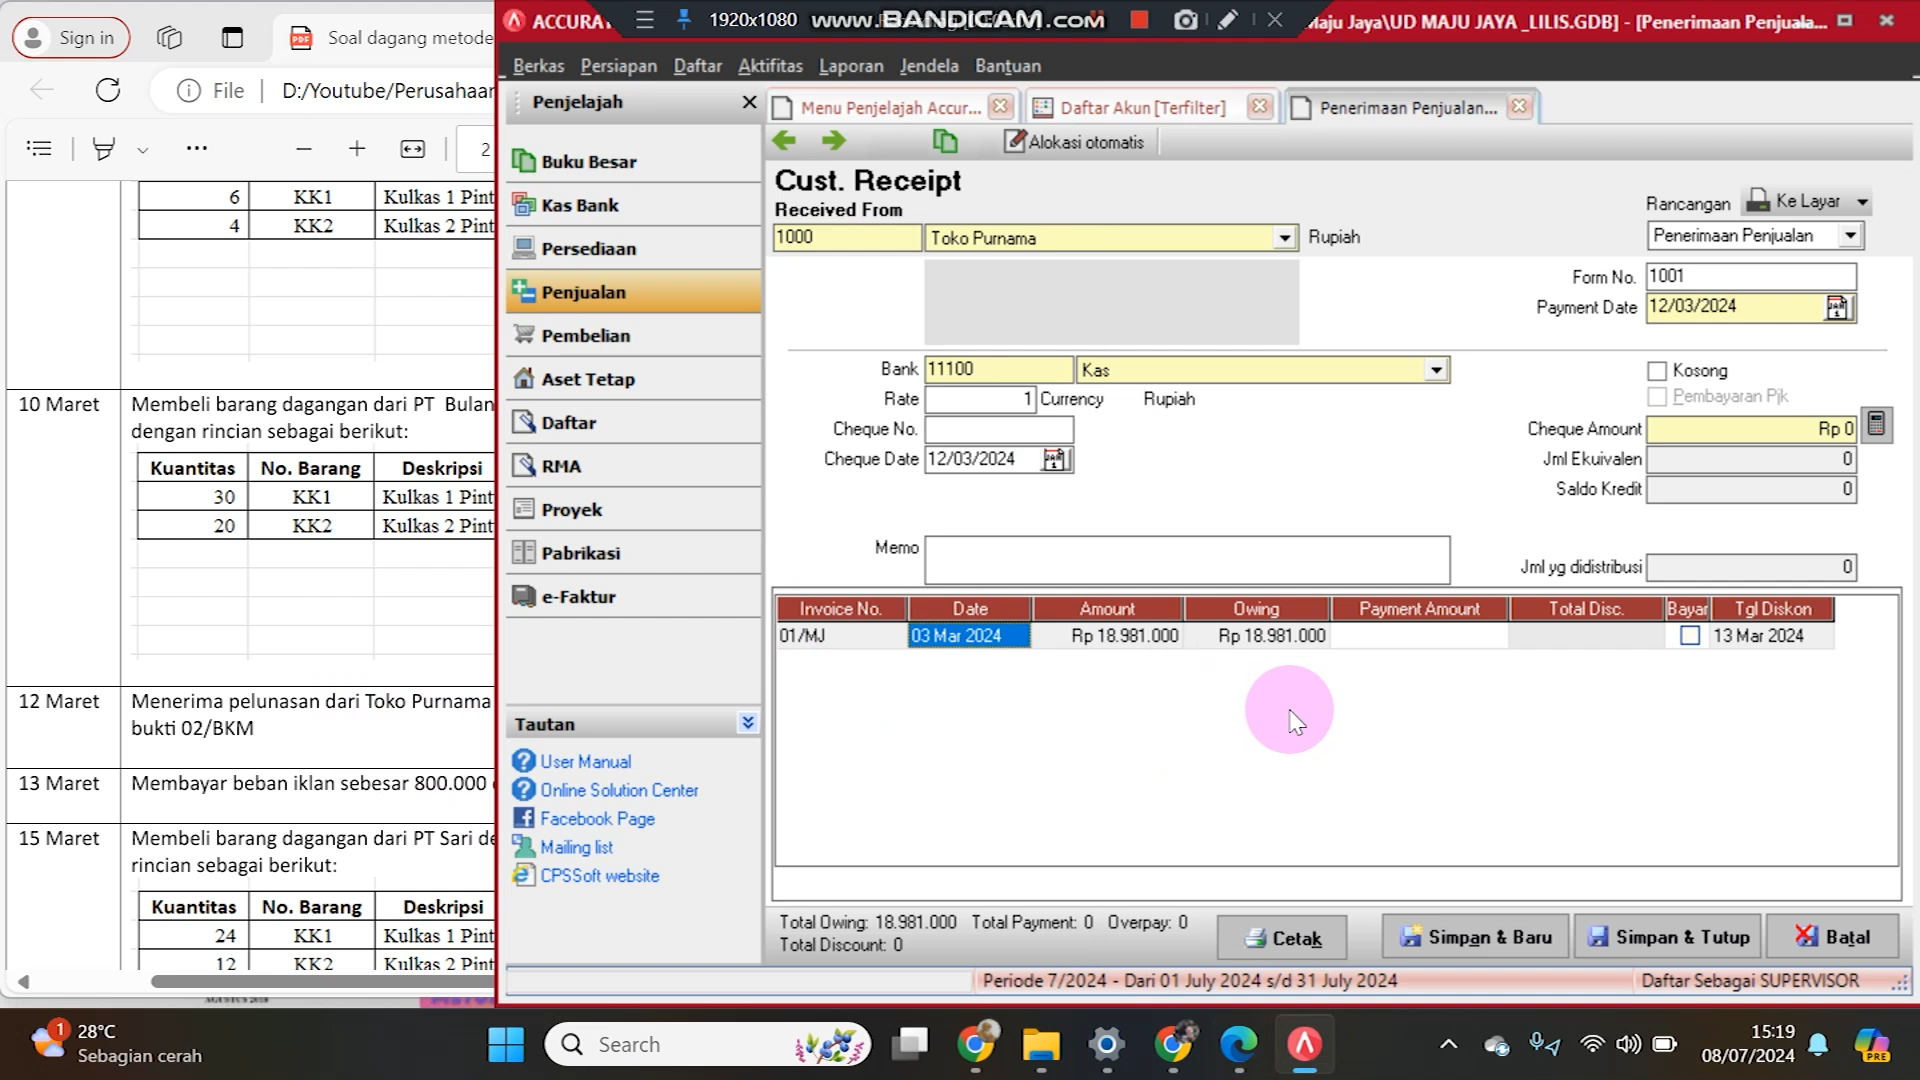 Sign in
Soal dagang metode
File
D:/Youtube/Perusahaan
2
6 KK1 Kulkas 1 Pint
4 KK2 Kulkas 2 Pint
10 Maret
Membeli barang dagangan dari PT Bulan
dengan rincian sebagai berikut:
Kuantitas No. Barang Deskripsi
30 KK1 Kulkas 1 Pint
20 KK2 Kulkas 2 Pint
12 Maret
Menerima pelunasan dari Toko Purnama
bukti 02/BKM
13 Maret
Membayar beban iklan sebesar 800.000
15 Maret
Membeli barang dagangan dari PT Sari de
rincian sebagai berikut:
Kuantitas No. Barang Deskripsi
24 KK1 Kulkas 1 Pint
12 KK2 Kulkas 2 Pint
ACCURA
1920x1080
www.BANDICAM.com
Maju Jaya\UD MAJU JAYA _LILIS.GDB] - [Penerimaan Penjuala...
Berkas Persiapan Daftar Aktifitas Laporan Jendela Bantuan
Penjelajah
Buku Besar
Kas Bank
Persediaan
Penjualan
Pembelian
Aset Tetap
Daftar
RMA
Proyek
Pabrikasi
e-Faktur
Tautan
User Manual
Online Solution Center
Facebook Page
Mailing list
CPSSoft website
Menu Penjelajah Accur...
Daftar Akun [Terfilter]
Penerimaan Penjualan...
Alokasi otomatis
Cust. Receipt
Received From
1000 Toko Purnama Rupiah
Rancangan Ke Layar
Penerimaan Penjualan
Form No. 1001
Payment Date 12/03/2024
Bank 11100 Kas
Rate 1 Currency Rupiah
Cheque No.
Cheque Date 12/03/2024
Kosong
Pembayaran Pjk
Cheque Amount Rp 0
Jml Ekuivalen 0
Saldo Kredit 0
Memo
Jml yg didistribusi 0
Invoice No. Date Amount Owing Payment Amount Total Disc. Bayar Tgl Diskon
01/MJ 03 Mar 2024 Rp 18.981.000 Rp 18.981.000 13 Mar 2024
Total Owing: 18.981.000 Total Payment: 0 Overpay: 0
Total Discount: 0
Cetak
Simpan & Baru
Simpan & Tutup
Batal
Periode 7/2024 - Dari 01 July 2024 s/d 31 July 2024
Daftar Sebagai SUPERVISOR
1
28°C
Sebagian cerah
Search
15:19
08/07/2024
PRE